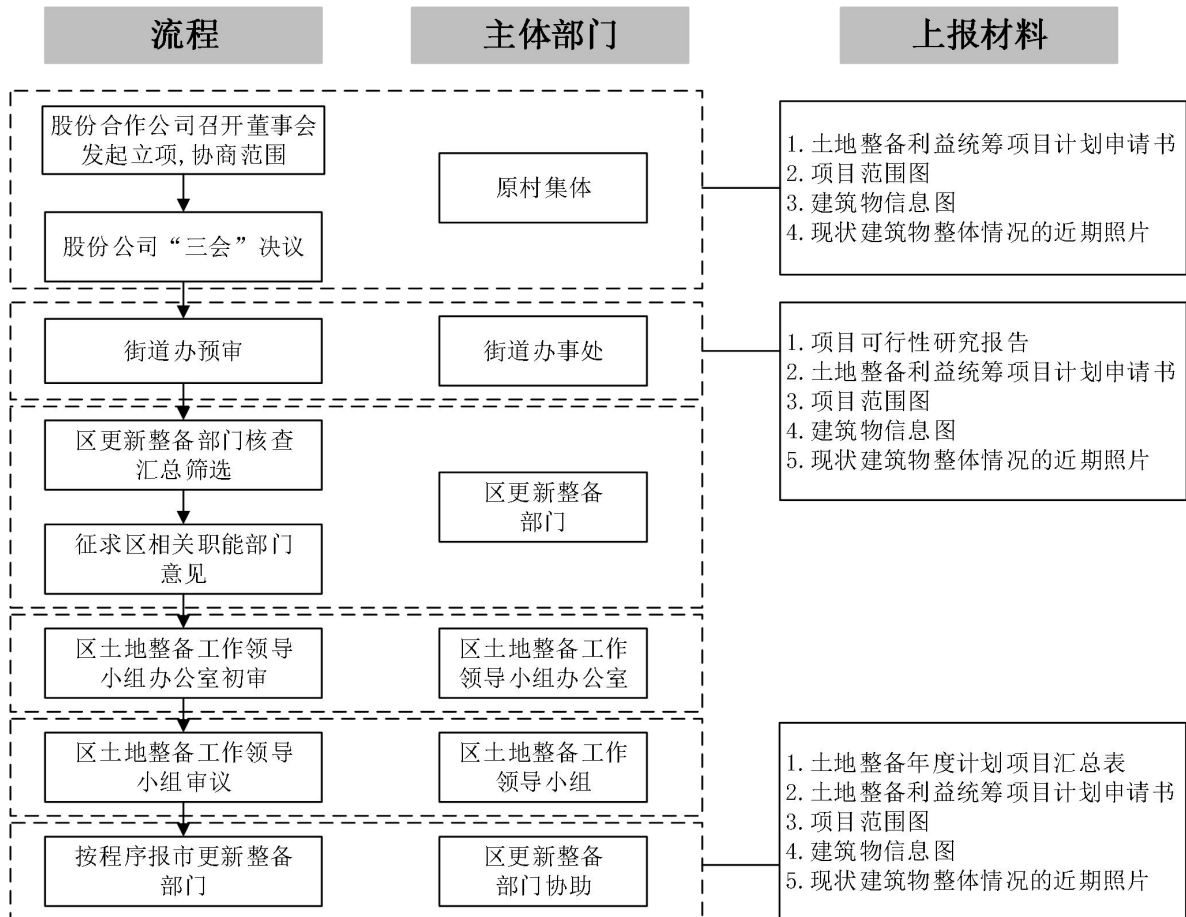 流程
主体部门
上报材料
股份合作公司召开董事会
发起立项,协商范围
股份公司“三会”决议
原村集体
1.土地整备利益统筹项目计划申请书
2.项目范围图
3.建筑物信息图
4.现状建筑物整体情况的近期照片
街道办预审
街道办事处
1.项目可行性研究报告
2.土地整备利益统筹项目计划申请书
3.项目范围图
4.建筑物信息图
5.现状建筑物整体情况的近期照片
区更新整备部门核查
汇总筛选
征求区相关职能部门
意见
区更新整备
部门
区土地整备工作领导
小组办公室初审
区土地整备工作
领导小组办公室
区土地整备工作领导
小组审议
区土地整备工作
领导小组
按程序报市更新整备
部门
区更新整备
部门协助
1.土地整备年度计划项目汇总表
2.土地整备利益统筹项目计划申请书
3.项目范围图
4.建筑物信息图
5.现状建筑物整体情况的近期照片